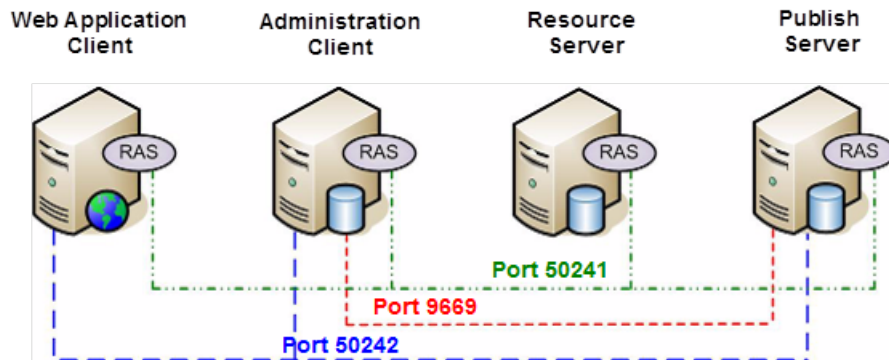 Web Application
Client
Administration
Client
Resource
Server
Publish
Server
RAS
RAS
RAS
RAS
Port 50241
Port 9669
Port 50242